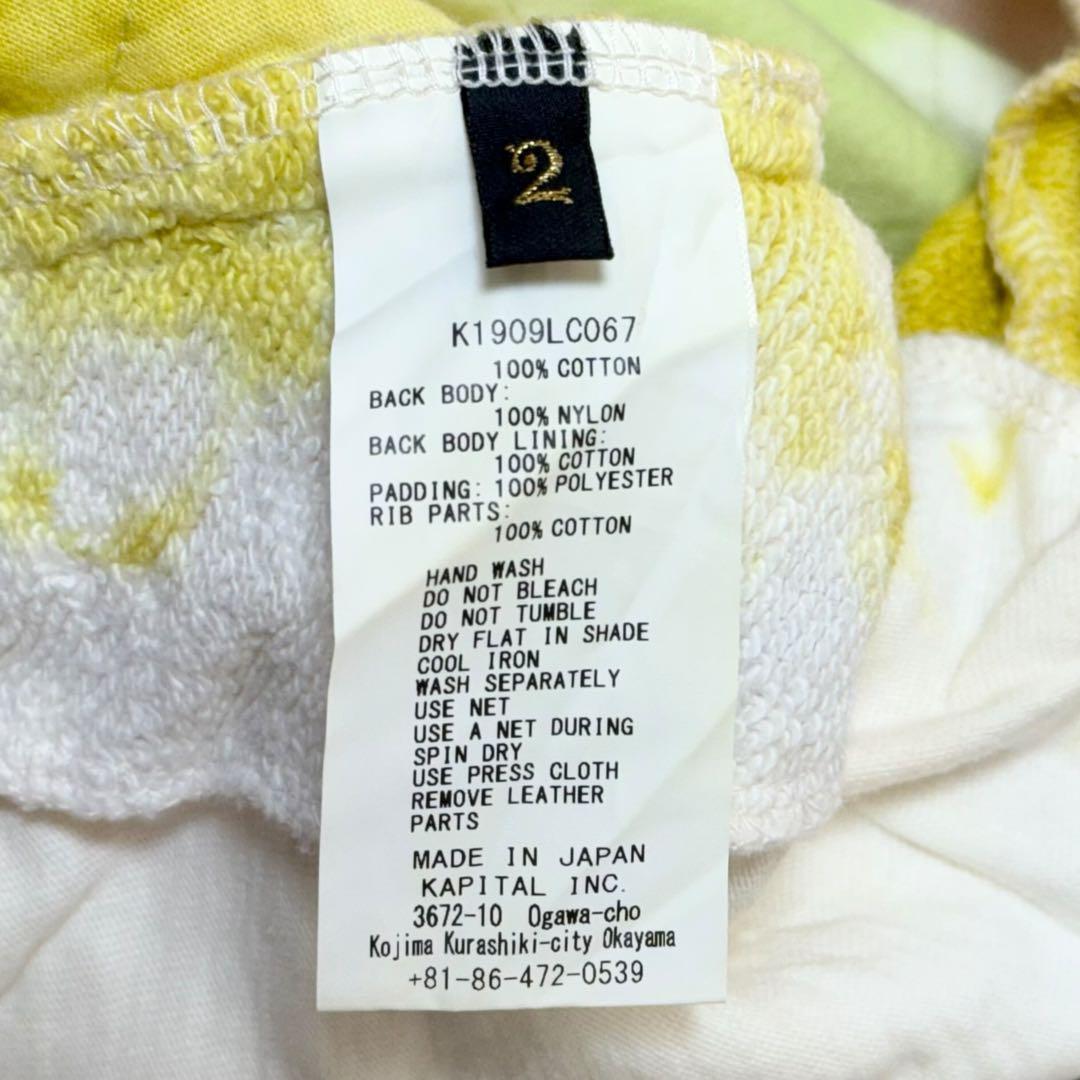 2
K1909LC067
100% COTTON
BACK BODY:
100% NYLON
BACK BODY LINING:
100% COTTON
PADDING: 100% POLYESTER
RIB PARTS:
100% COTTON
HAND WASH
DO NOT BLEACH
DO NOT TUMBLE
DRY FLAT IN SHADE
COOL IRON
WASH SEPARATELY
USE NET
USE A NET DURING
SPIN DRY
USE PRESS CLOTH
REMOVE LEATHER
PARTS
MADE IN JAPAN
KAPITAL INC.
3672-10 Ogawa-cho
Kojima Kurashiki-city Okayama
+81-86-472-0539